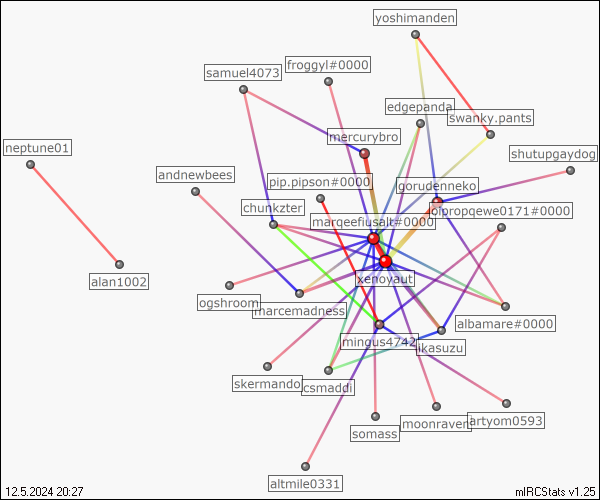 yoshimanden
froggyl#0000
samuel4073
edgepanda
swanky.pants
mercurybro
neptune01
shutupgaydog
andnewbees
pip.pipson#0000
gorudenneko
chunkzter
olpropqewe0171#0000
marqeefiusalt#0000
alan1002
xenoyaut
ogshroom
marcemadness
albamare#0000
mingus4742
likasuzu
skermando
csmaddi
somass
moonraven
artyom0593
altmile0331
12.5.2024 20:27
mIRCStats v1.25